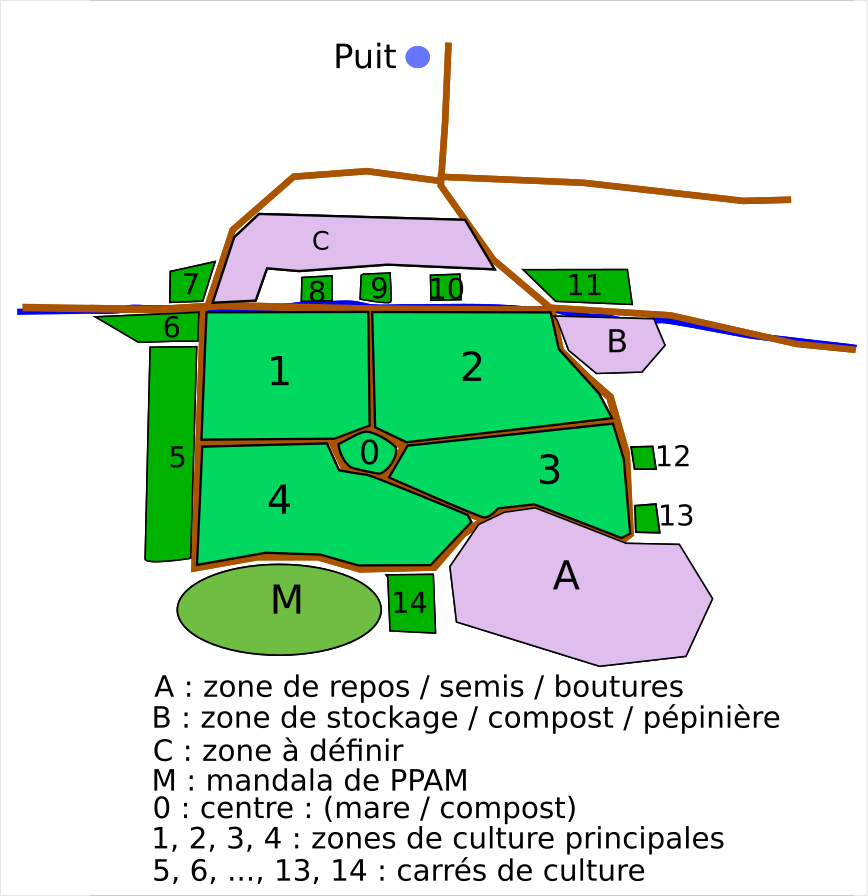 Puit
C
7
8
9
10
11
6
B
1
2
0
5
3
12
4
13
A
M
14
A : zone de repos / semis / boutures
B : zone de stockage / compost / pépinière
C : zone à définir
M : mandala de PPAM
0 : centre : (mare / compost)
1, 2, 3, 4 : zones de culture principales
5, 6, ..., 13, 14 : carrés de culture